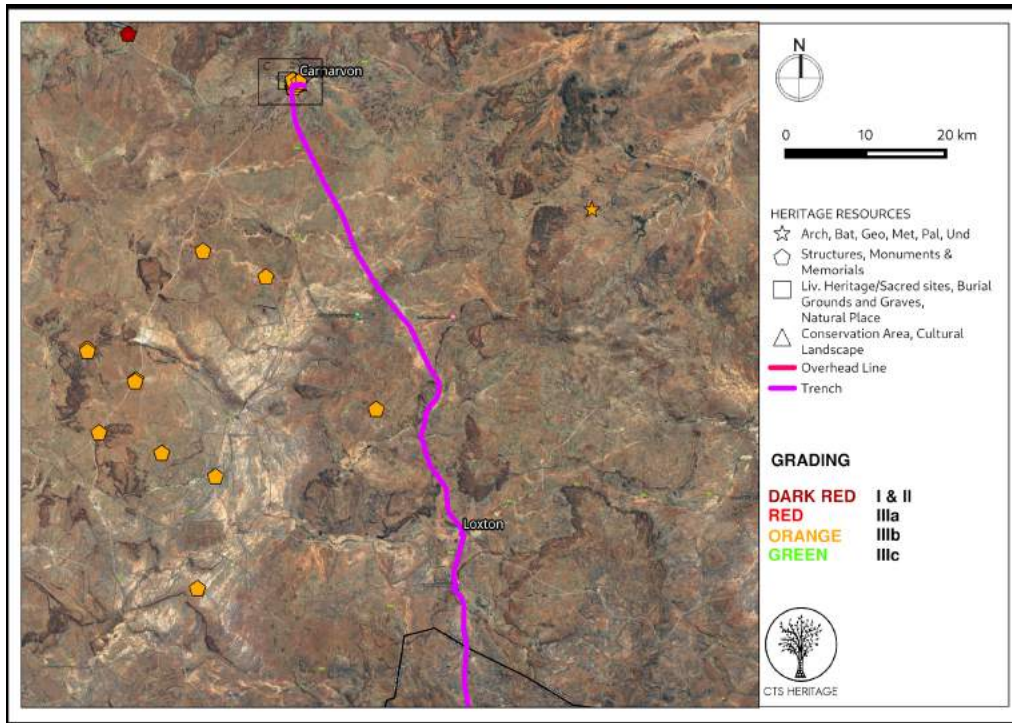 Carnarvon
C
Loxton
N
0 10 20 km
HERITAGE RESOURCES
Arch, Bat, Geo, Met, Pal, Und
Structures, Monuments &
Memorials
Liv. Heritage/Sacred sites, Burial
Grounds and Graves,
Natural Place
Conservation Area, Cultural
Landscape
Overhead Line
Trench
GRADING
DARK RED I & II
RED IIIa
ORANGE IIIb
GREEN IIIc
CTS HERITAGE